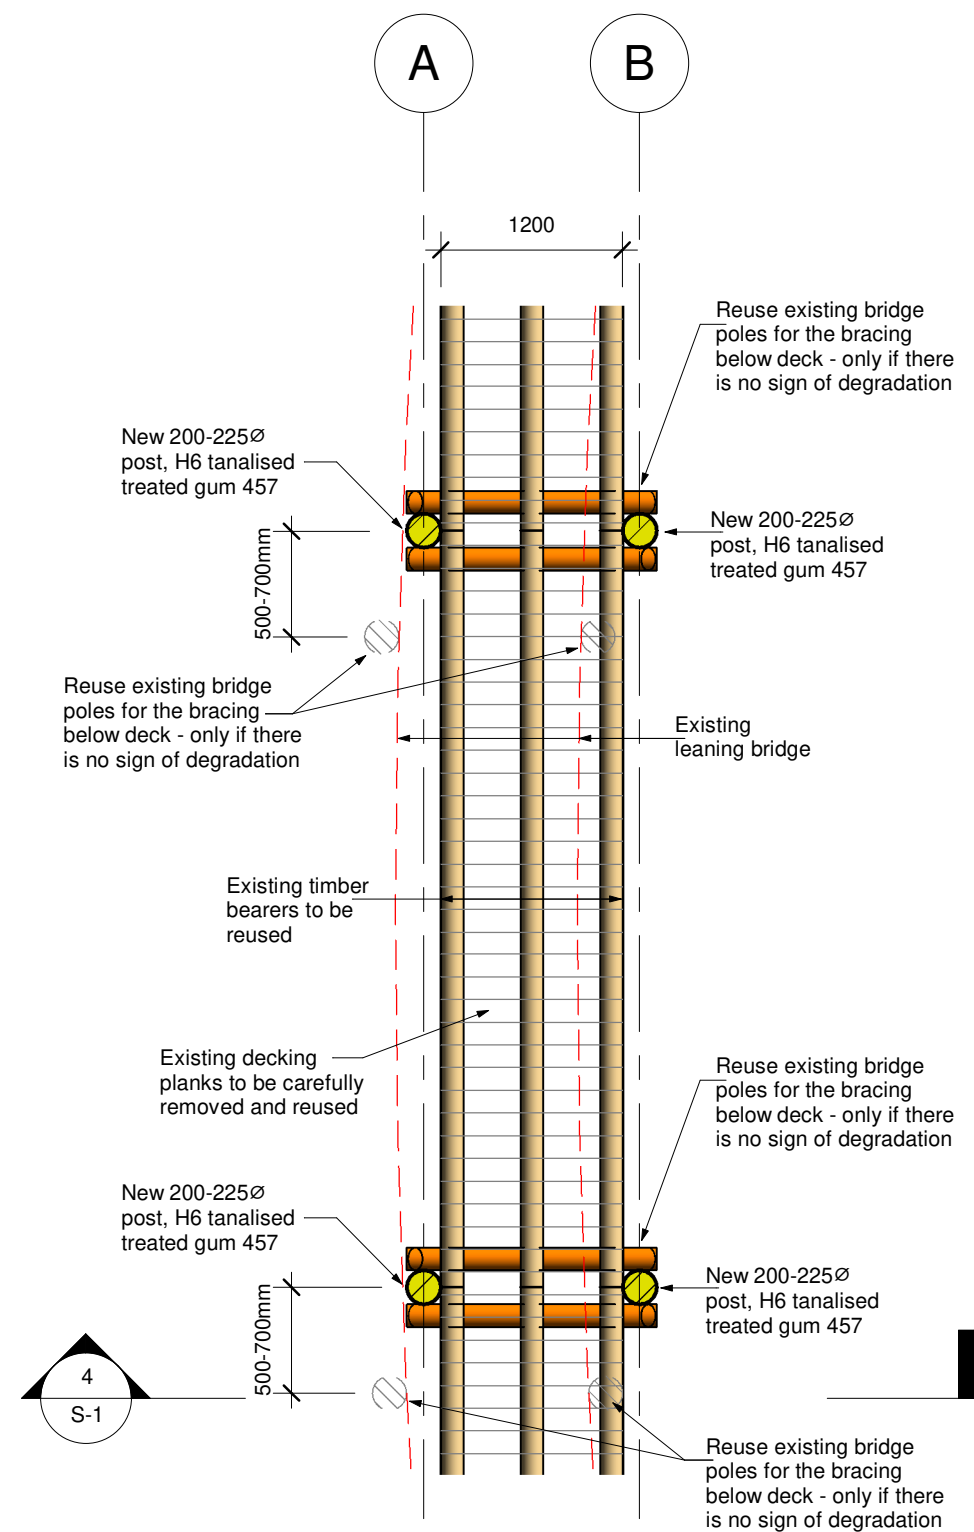 A
B
1200
Reuse existing bridge
poles for the bracing
below deck - only if there
is no sign of degradation
New 200-225Ø
post, H6 tanalised
treated gum 457
New 200-225Ø
post, H6 tanalised
treated gum 457
500-700mm
Reuse existing bridge
poles for the bracing
below deck - only if there
is no sign of degradation
Existing
leaning bridge
Existing timber
bearers to be
reused
Existing decking
planks to be carefully
removed and reused
Reuse existing bridge
poles for the bracing
below deck - only if there
is no sign of degradation
New 200-225Ø
post, H6 tanalised
treated gum 457
New 200-225Ø
post, H6 tanalised
treated gum 457
500-700mm
4
S-1
Reuse existing bridge
poles for the bracing
below deck - only if there
is no sign of degradation